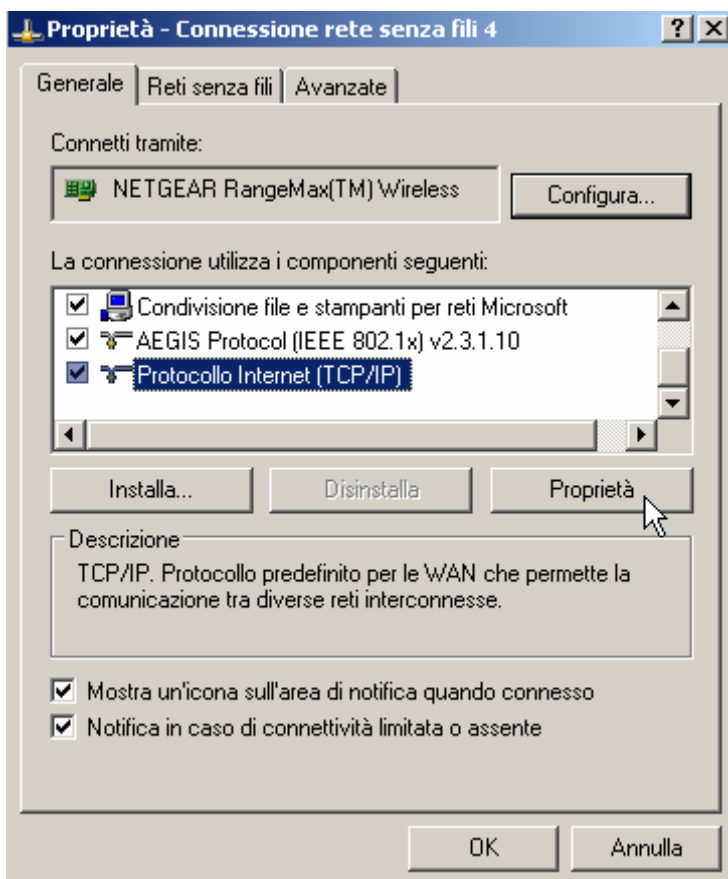 Proprietà - Connessione rete senza fili 4
Generale Reti senza fili Avanzate
Connetti tramite:
NETGEAR RangeMax(TM) Wireless Configura...
La connessione utilizza i componenti seguenti:
Condivisione file e stampanti per reti Microsoft
AEGIS Protocol (IEEE 802.1x) v2.3.1.10
Protocollo Internet (TCP/IP)
Installa... Disinstalla Proprietà
Descrizione
TCP/IP. Protocollo predefinito per le WAN che permette la
comunicazione tra diverse reti interconnesse.
Mostra un'icona sull'area di notifica quando connesso
Notifica in caso di connettività limitata o assente
OK Annulla